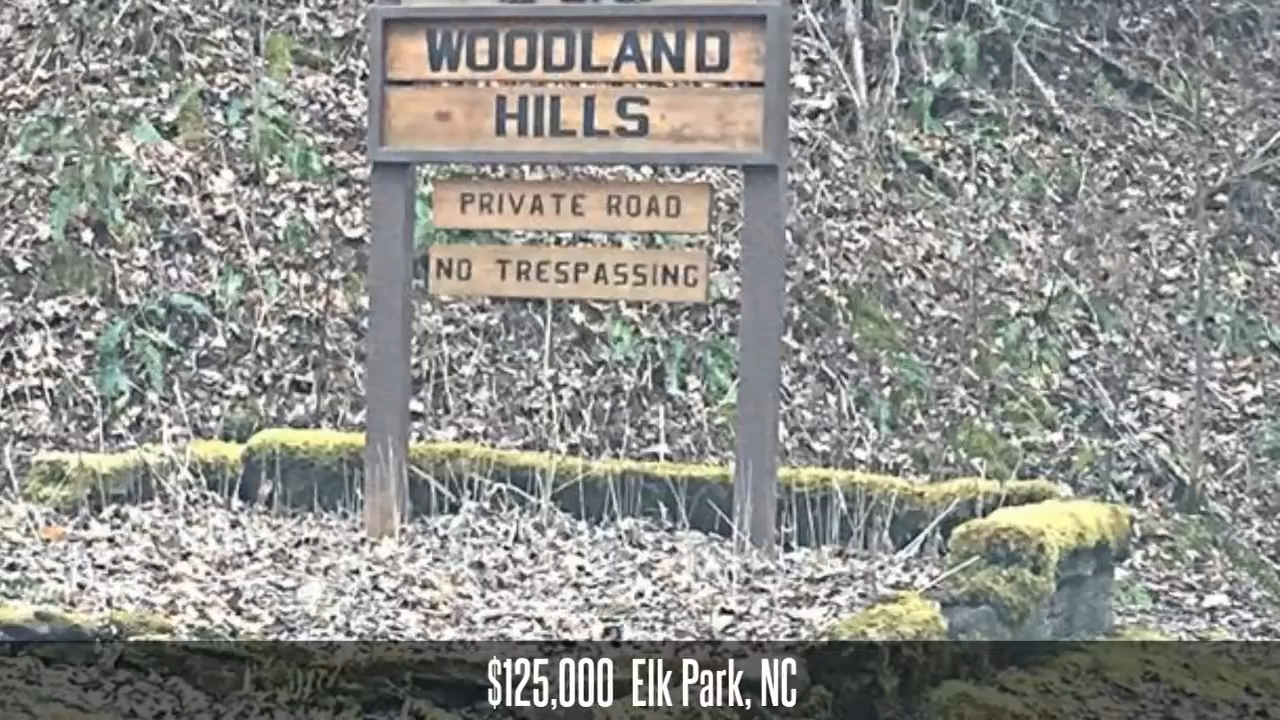 WOODLAND
HILLS
PRIVATE ROAD
NO TRESPASSING
$125,000 Elk Park, NC